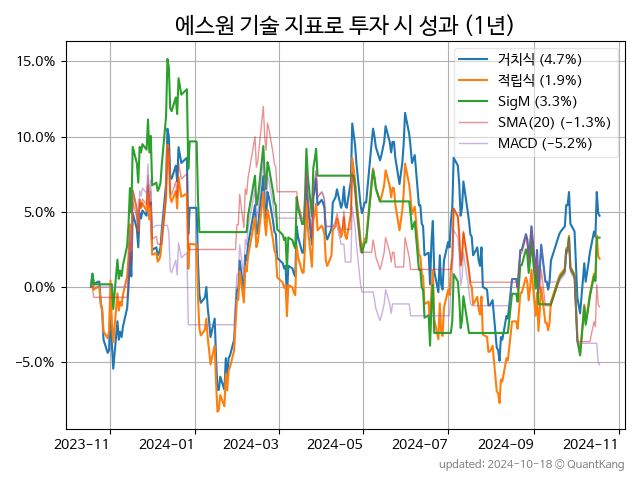 에스원 기술 지표로 투자 시 성과 (1년)
거치식 (4.7%)
적립식 (1.9%)
SigM (3.3%)
SMA(20) (−1.3%)
MACD (−5.2%)
15.0%
10.0%
5.0%
0.0%
−5.0%
2023-11 2024-01 2024-03 2024-05 2024-07 2024-09 2024-11
updated: 2024-10-18 © QuantKang